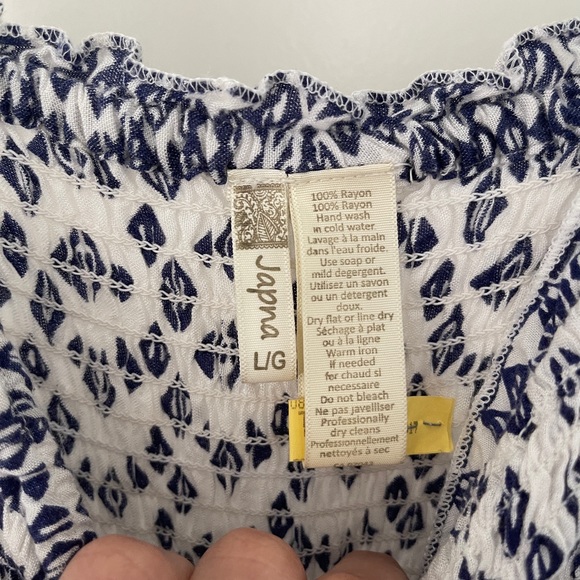 Japna
L/G
100% Rayon
100% Rayon
Hand wash
in cold water
Lavage à la main
dans l'eau froide.
Use soap or
mild degergent.
Utilisez un savon
ou un détergent
doux.
Dry flat or line dry
Séchage à plat
ou à la ligne
Warm iron
if needed
fer chaud si
necessaire
Do not bleach
Ne pas javelliser
Professionally
dry cleans
Professionnellement
nettoyés à sec